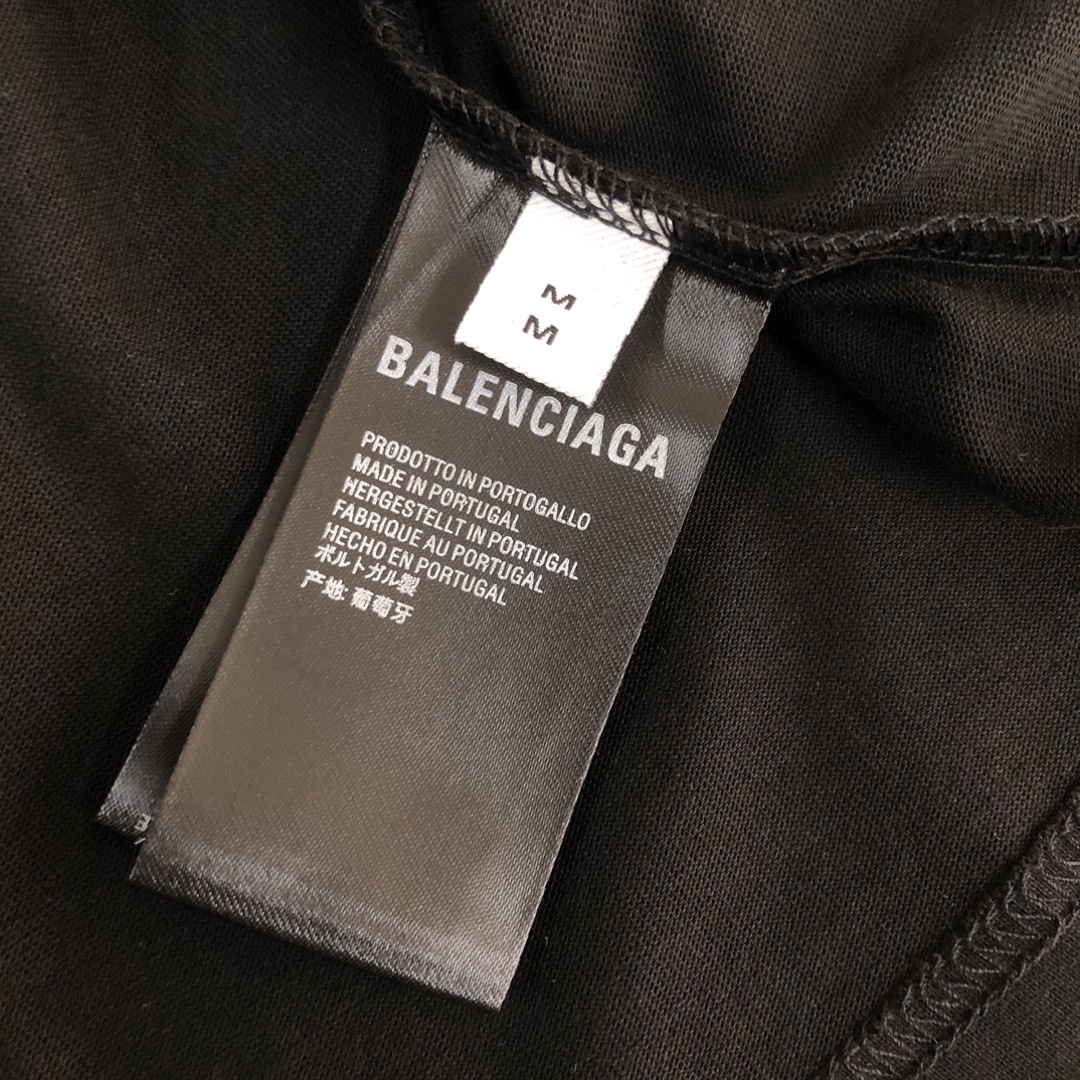 M
M
BALENCIAGA
PRODOTTO IN PORTOGALLO
MADE IN PORTUGAL
HERGESTELLT IN PORTUGAL
FABRIQUE AU PORTUGAL
HECHO EN PORTUGAL
ポルトガル製
产地: 葡萄牙